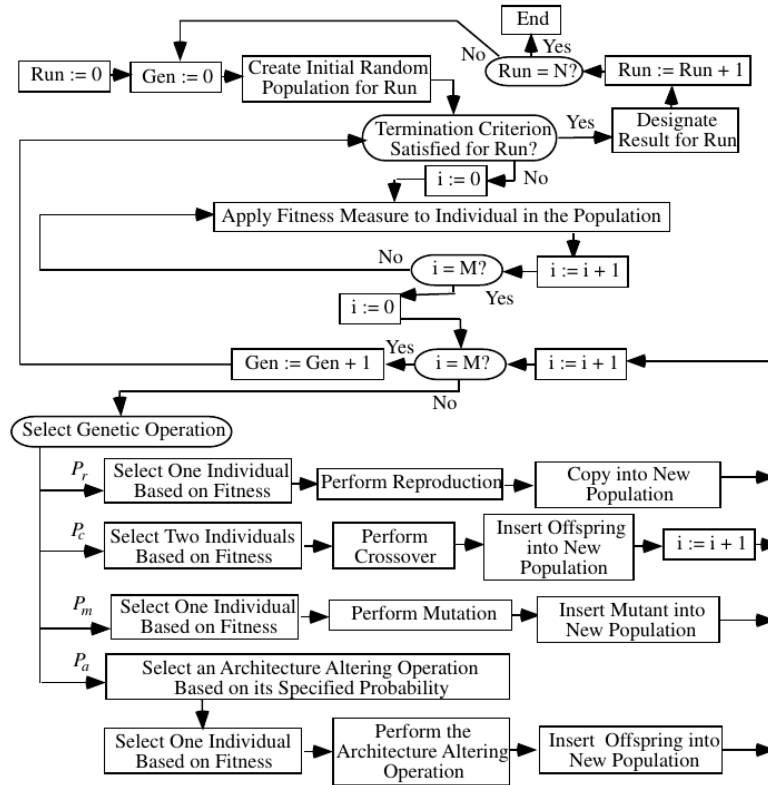 End
No
Yes
Run := 0
Gen := 0
Create Initial Random
Population for Run
Run = N?
Run := Run + 1
Termination Criterion
Satisfied for Run?
Yes
Designate
Result for Run
i := 0
No
Apply Fitness Measure to Individual in the Population
No
i = M?
i := i + 1
Yes
i := 0
Gen := Gen + 1
Yes
i = M?
i := i + 1
No
Select Genetic Operation
Pr
Select One Individual
Based on Fitness
Perform Reproduction
Copy into New
Population
Pc
Select Two Individuals
Based on Fitness
Perform
Crossover
Insert Offspring
into New
Population
i := i + 1
Pm
Select One Individual
Based on Fitness
Perform Mutation
Insert Mutant into
New Population
Pa
Select an Architecture Altering Operation
Based on its Specified Probability
Select One Individual
Based on Fitness
Perform the
Architecture Altering
Operation
Insert Offspring into
New Population